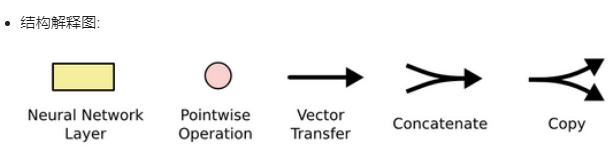 结构解释图:
Neural Network
Layer
Pointwise
Operation
Vector
Transfer
Concatenate
Copy